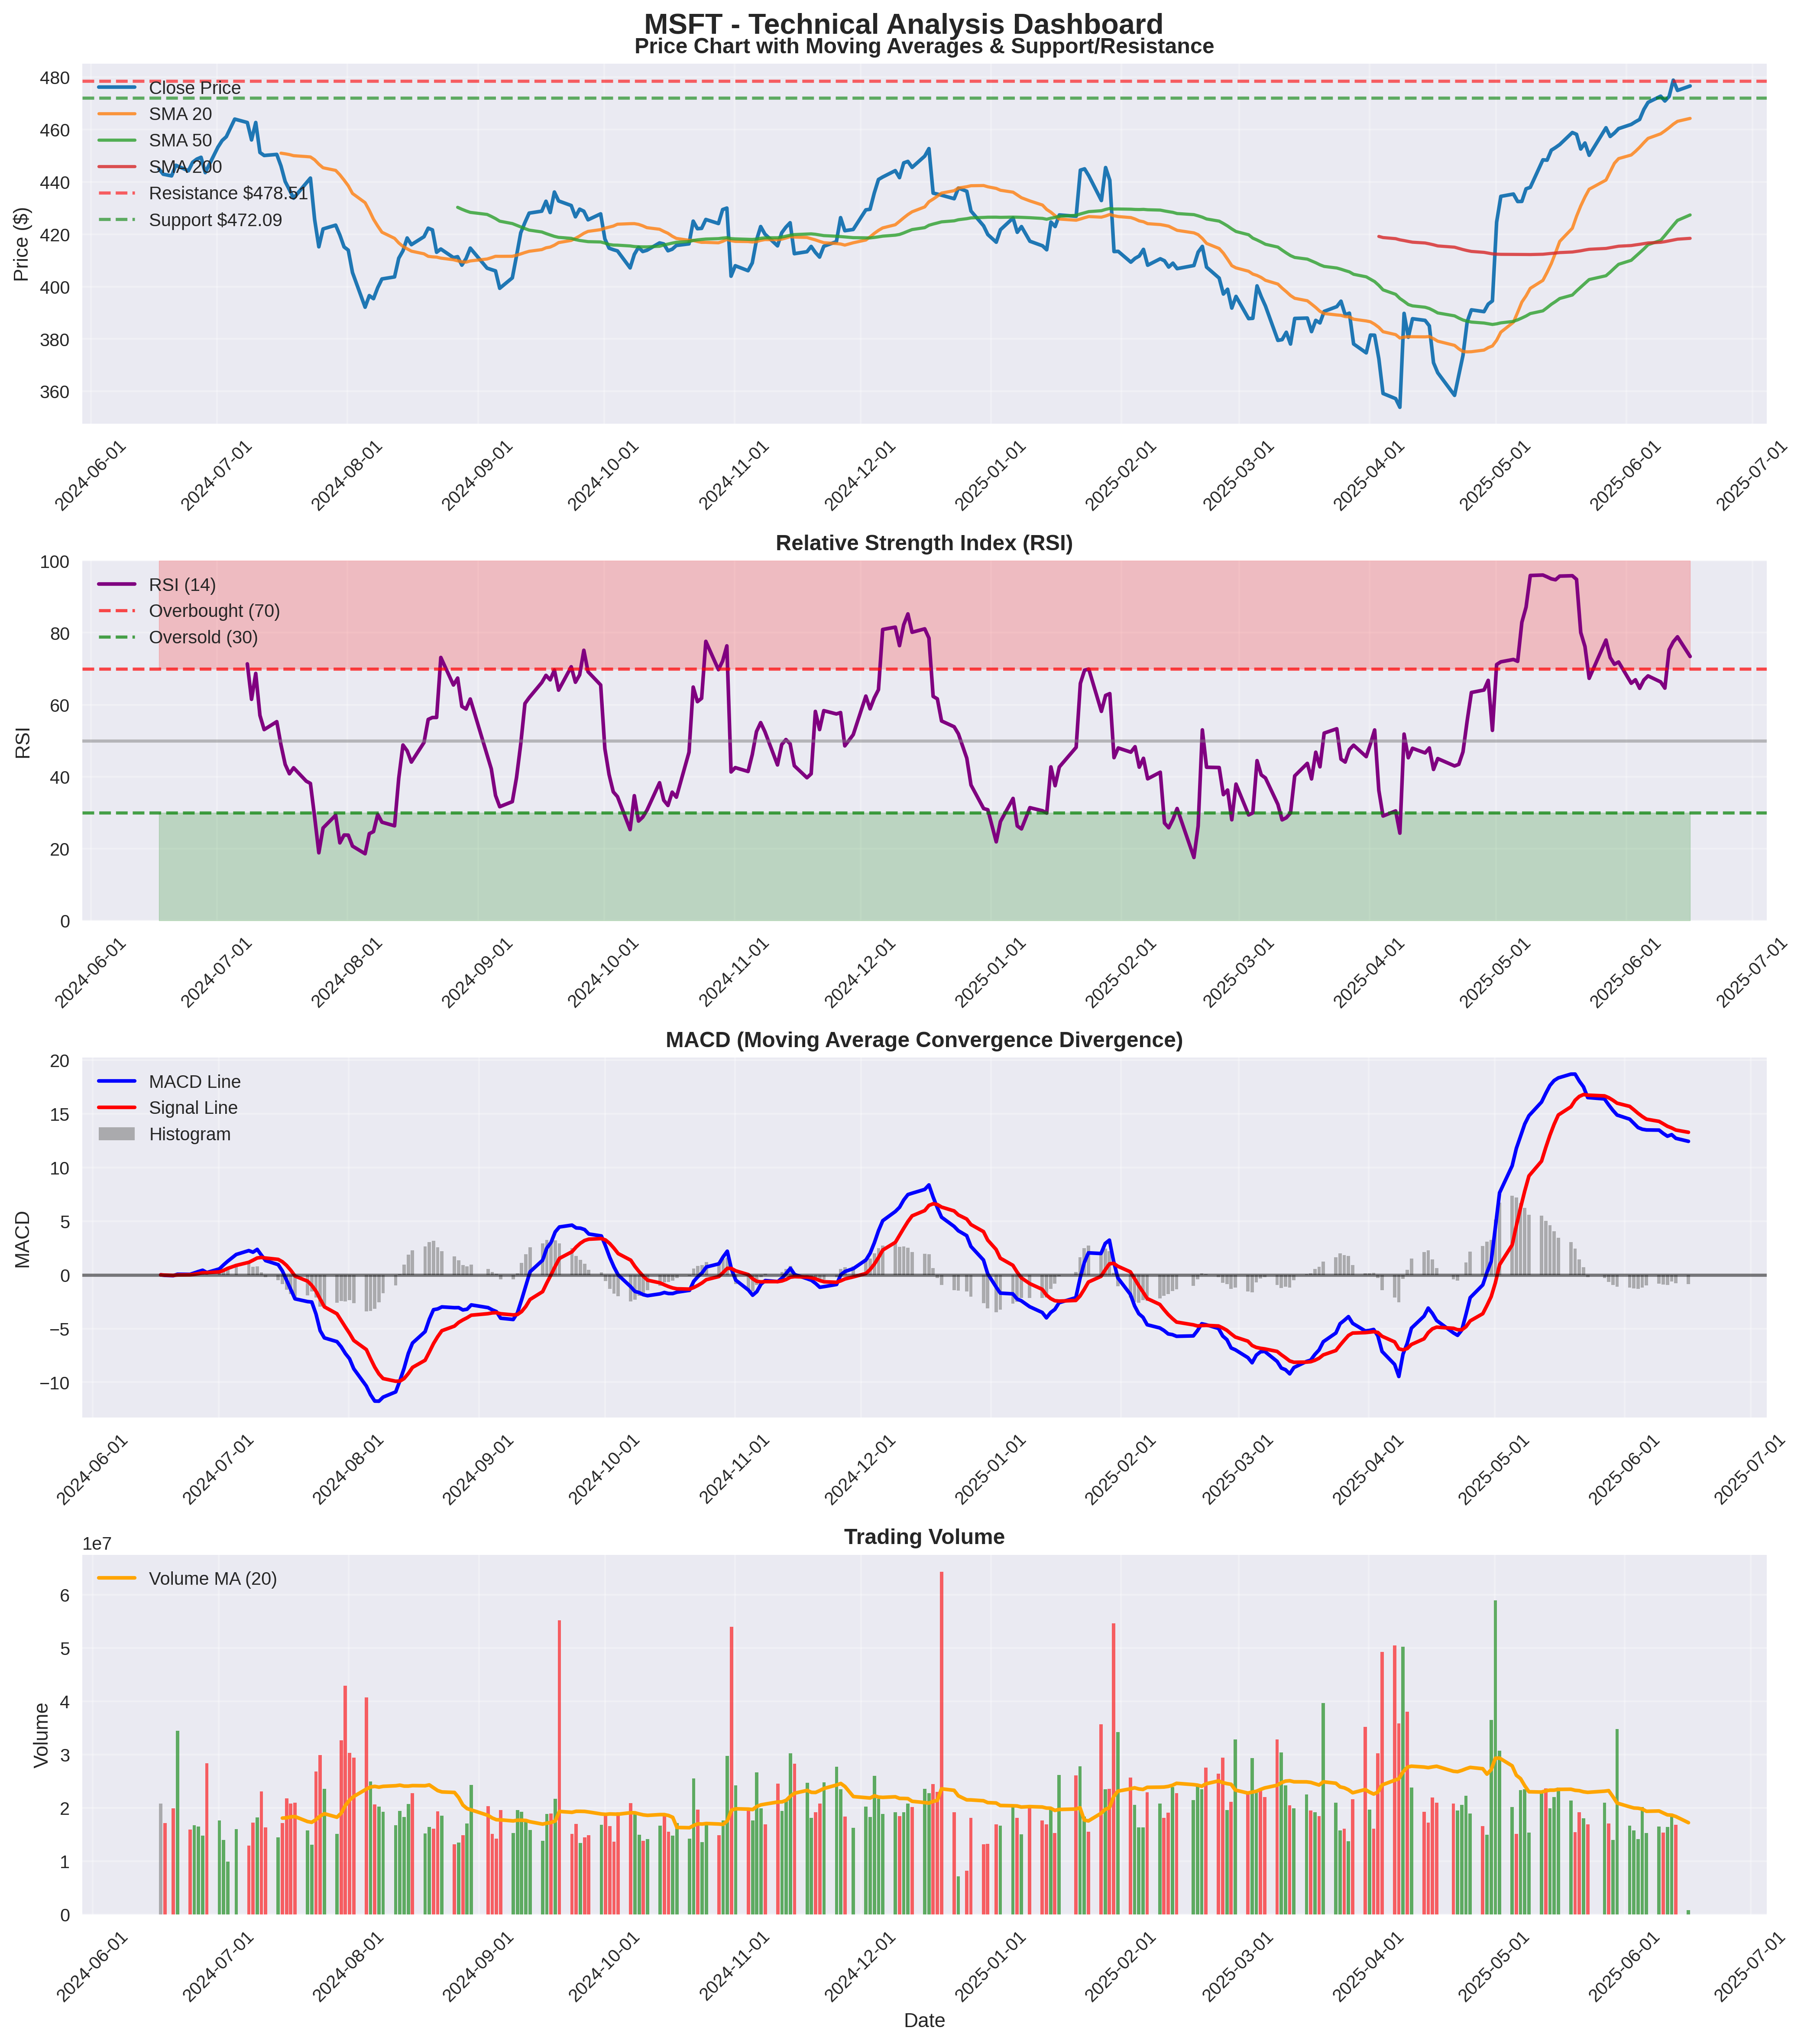 MSFT - Technical Analysis Dashboard
Price Chart with Moving Averages & Support/Resistance
Close Price
SMA 20
SMA 50
SMA 200
Resistance $478.51
Support $472.09
Price ($)
480
460
440
420
400
380
360
2024-06-01 2024-07-01 2024-08-01 2024-09-01 2024-10-01 2024-11-01 2024-12-01 2025-01-01 2025-02-01 2025-03-01 2025-04-01 2025-05-01 2025-06-01 2025-07-01
Relative Strength Index (RSI)
RSI (14)
Overbought (70)
Oversold (30)
RSI
100
80
60
40
20
0
2024-06-01 2024-07-01 2024-08-01 2024-09-01 2024-10-01 2024-11-01 2024-12-01 2025-01-01 2025-02-01 2025-03-01 2025-04-01 2025-05-01 2025-06-01 2025-07-01
MACD (Moving Average Convergence Divergence)
MACD Line
Signal Line
Histogram
MACD
20
15
10
5
0
−5
−10
2024-06-01 2024-07-01 2024-08-01 2024-09-01 2024-10-01 2024-11-01 2024-12-01 2025-01-01 2025-02-01 2025-03-01 2025-04-01 2025-05-01 2025-06-01 2025-07-01
Trading Volume
1e7
Volume MA (20)
Volume
6
5
4
3
2
1
0
2024-06-01 2024-07-01 2024-08-01 2024-09-01 2024-10-01 2024-11-01 2024-12-01 2025-01-01 2025-02-01 2025-03-01 2025-04-01 2025-05-01 2025-06-01 2025-07-01
Date